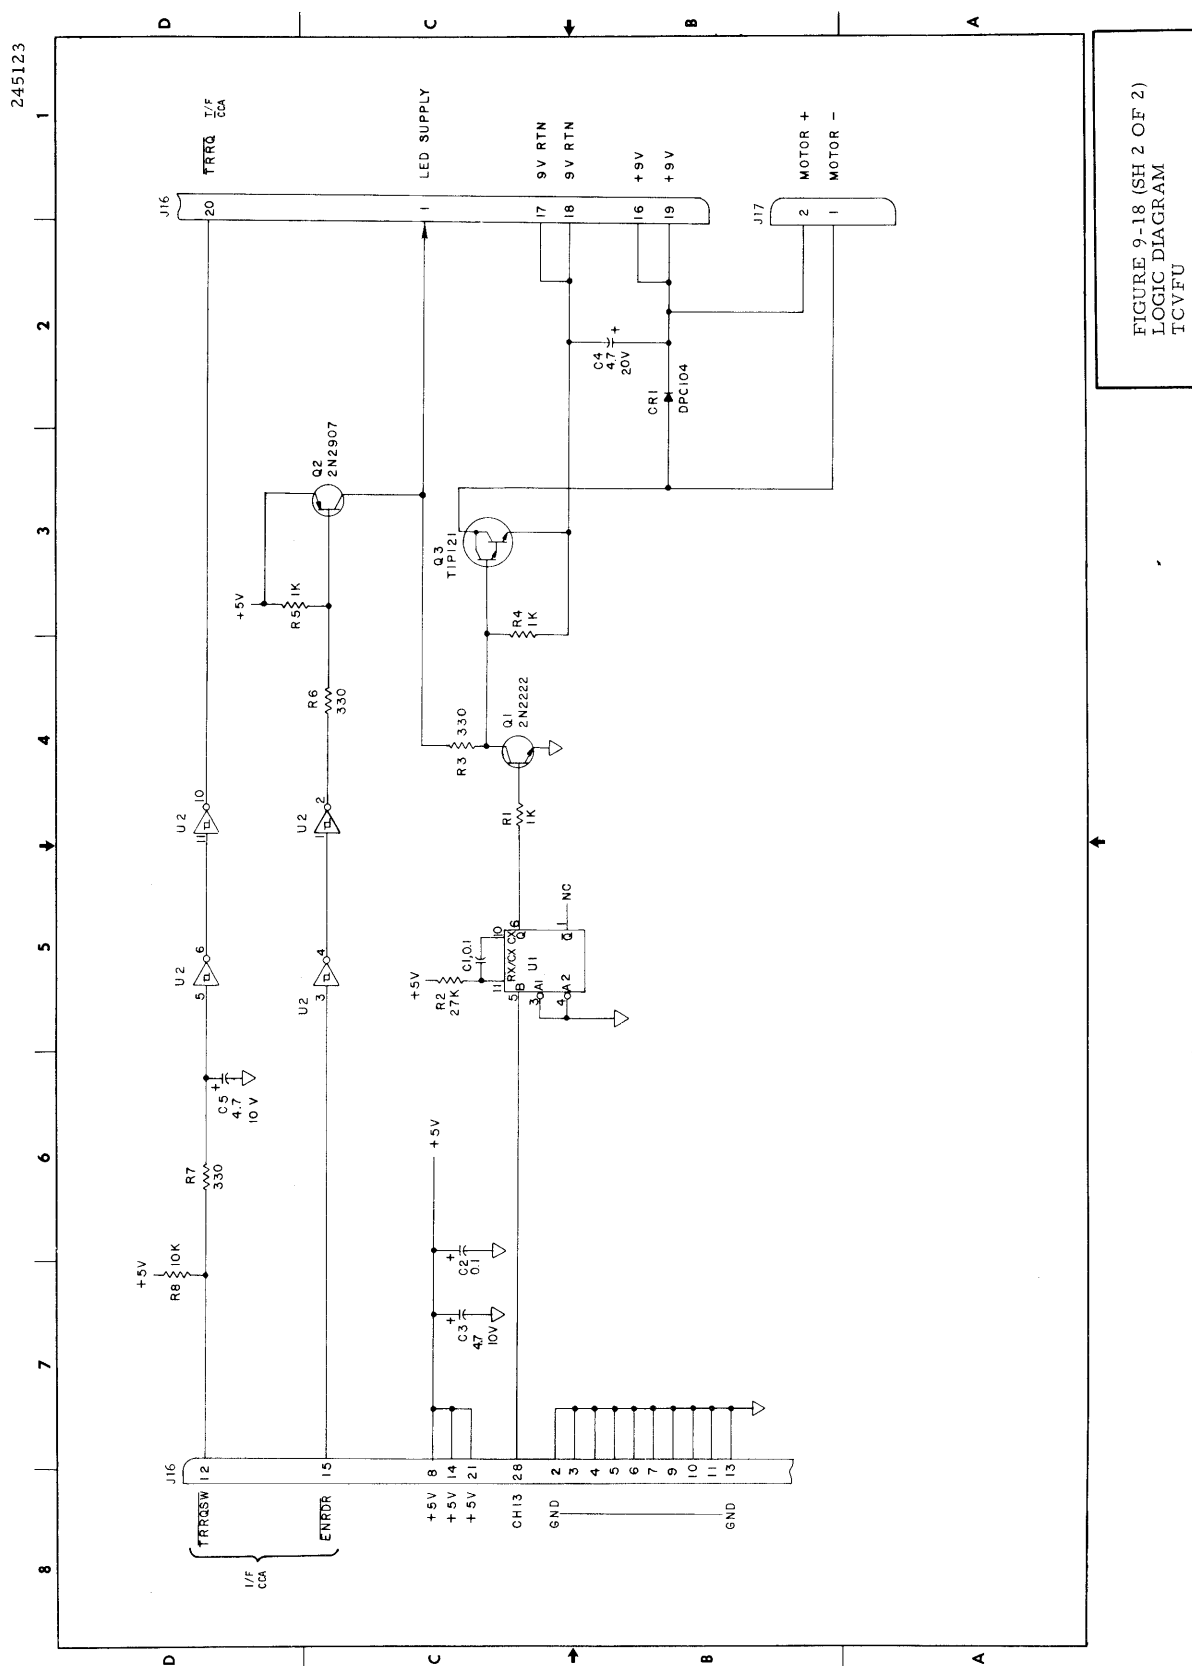 245123
8 7 6 5 4 3 2 1
D
C
B
A
I/F
CCA
TRRQSW
ENRDR
J16
12
15
+5V 8
+5V 14
+5V 21
CH13 28
GND 2
3
4
5
6
7
9
10
11
GND 13
+5V
R8 10K
R7
330
C5 +
4.7
10V
5 U2 6
11 U2 10
J16
20
TRRQ I/F
CCA
3 U2 4
1 U2 2
R6
330
+5V
R5 1K
Q2
2N2907
1 LED SUPPLY
+5V
C3 +
4.7
10V
C2 +
0.1
+5V
R2
27K
C1,0.1
11 RX/CX CX 10
5 B U1 Q 6
3 A1
4 A2 Q 1 NC
R1
1K
R3 330
Q1
2N2222
R4
1K
Q3
TIP121
C4
4.7 +
20V
CR1
DPC104
17 9V RTN
18 9V RTN
16 +9V
19 +9V
J17
2 MOTOR +
1 MOTOR -
D
C
B
A
FIGURE 9-18 (SH 2 OF 2)
LOGIC DIAGRAM
TCVFU